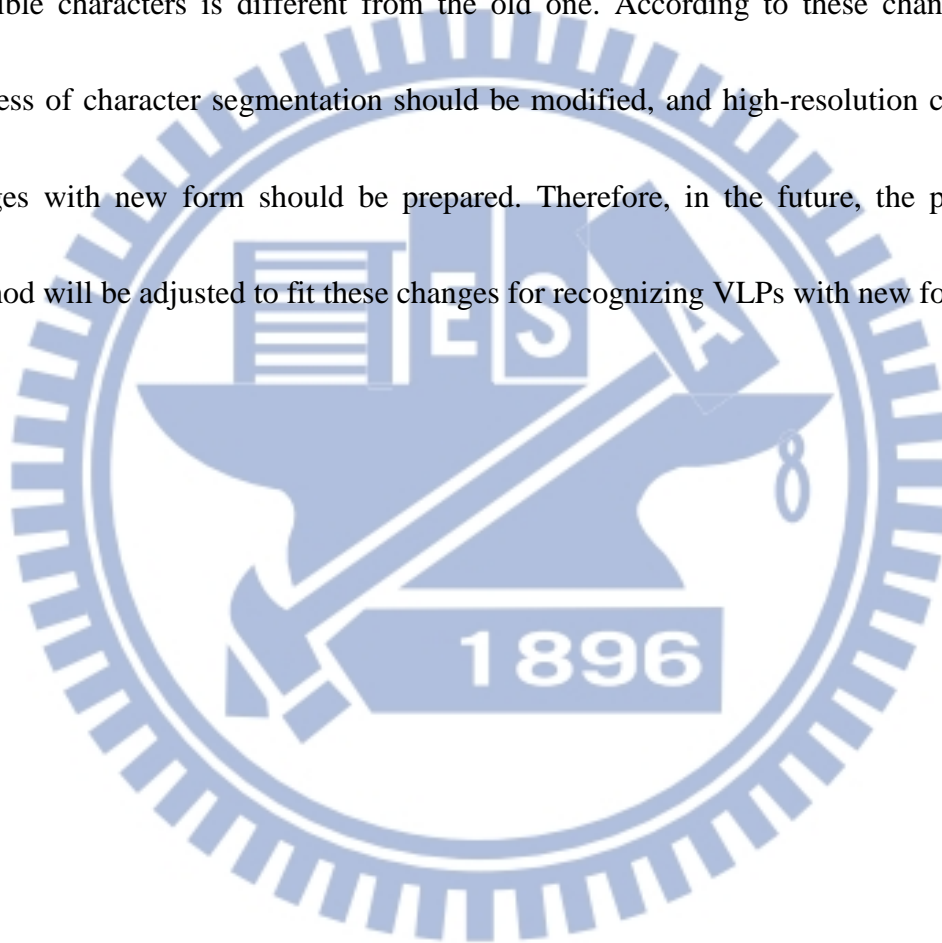 ible characters is different from the old one. According to these chan
ess of character segmentation should be modified, and high-resolution c
ges with new form should be prepared. Therefore, in the future, the p
nod will be adjusted to fit these changes for recognizing VLPs with new fo
E S A
8
1896